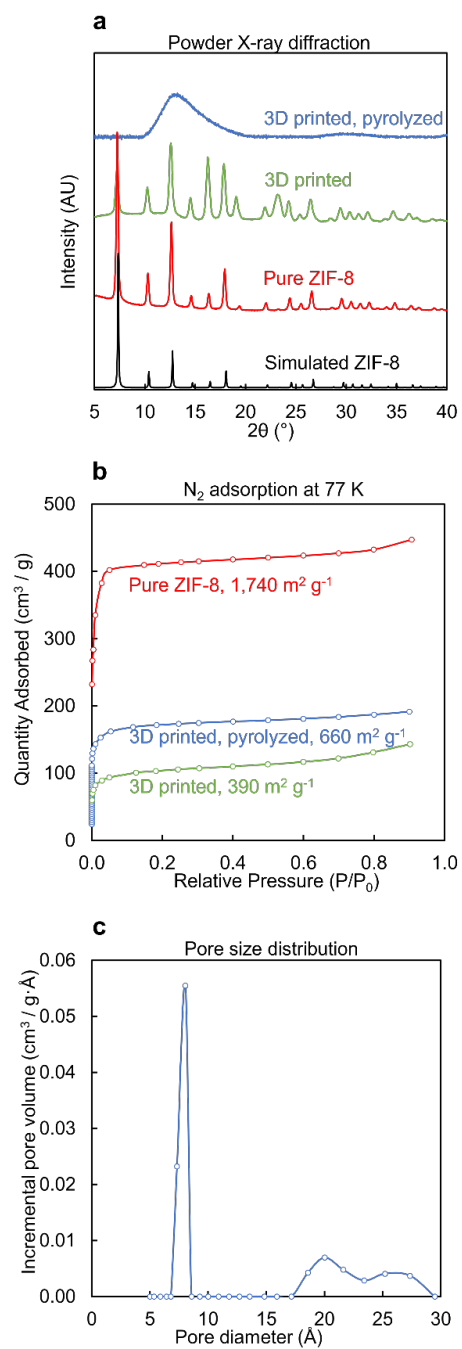 a
Powder X-ray diffraction
Intensity (AU)
3D printed, pyrolyzed
3D printed
Pure ZIF-8
Simulated ZIF-8
5 10 15 20 25 30 35 40
2θ (°)
b
N₂ adsorption at 77 K
Quantity Adsorbed (cm³ / g)
500
400
300
200
100
0
Pure ZIF-8, 1,740 m² g⁻¹
3D printed, pyrolyzed, 660 m² g⁻¹
3D printed, 390 m² g⁻¹
0.0 0.2 0.4 0.6 0.8 1.0
Relative Pressure (P/P₀)
c
Pore size distribution
Incremental pore volume (cm³ / g·Å)
0.06
0.05
0.04
0.03
0.02
0.01
0.00
0 5 10 15 20 25 30
Pore diameter (Å)